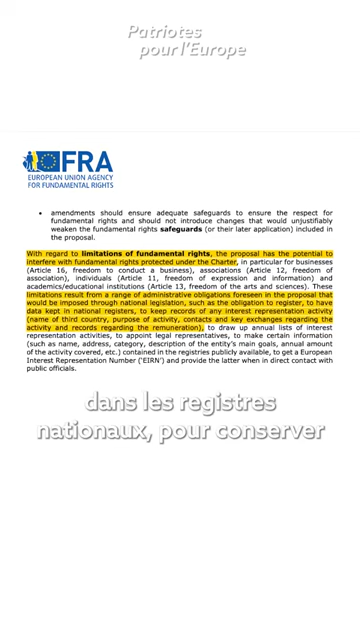 Patriotes
pour l'Europe
FRA
EUROPEAN UNION AGENCY
FOR FUNDAMENTAL RIGHTS
• amendments should ensure adequate safeguards to ensure the respect for
fundamental rights and should not introduce changes that would unjustifiably
weaken the fundamental rights safeguards (or their later application) included in
the proposal.
With regard to limitations of fundamental rights, the proposal has the potential to
interfere with fundamental rights protected under the Charter, in particular for businesses
(Article 16, freedom to conduct a business), associations (Article 12, freedom of
association), individuals (Article 11, freedom of expression and information) and
academics/educational institutions (Article 13, freedom of the arts and sciences). These
limitations result from a range of administrative obligations foreseen in the proposal that
would be imposed through national legislation, such as the obligation to register, to have
data kept in national registers, to keep records of any interest representation activity
(name of third country, purpose of activity, contacts and key exchanges regarding the
activity and records regarding the remuneration), to draw up annual lists of interest
representation activities, to appoint legal representatives, to make certain information
(such as name, address, category, description of the entity's main goals, annual amount
of the activity covered, etc.) contained in the registries publicly available, to get a European
Interest Representation Number ('EIRN') and provide the latter when in direct contact with
public officials.
dans les registres
nationaux, pour conserver